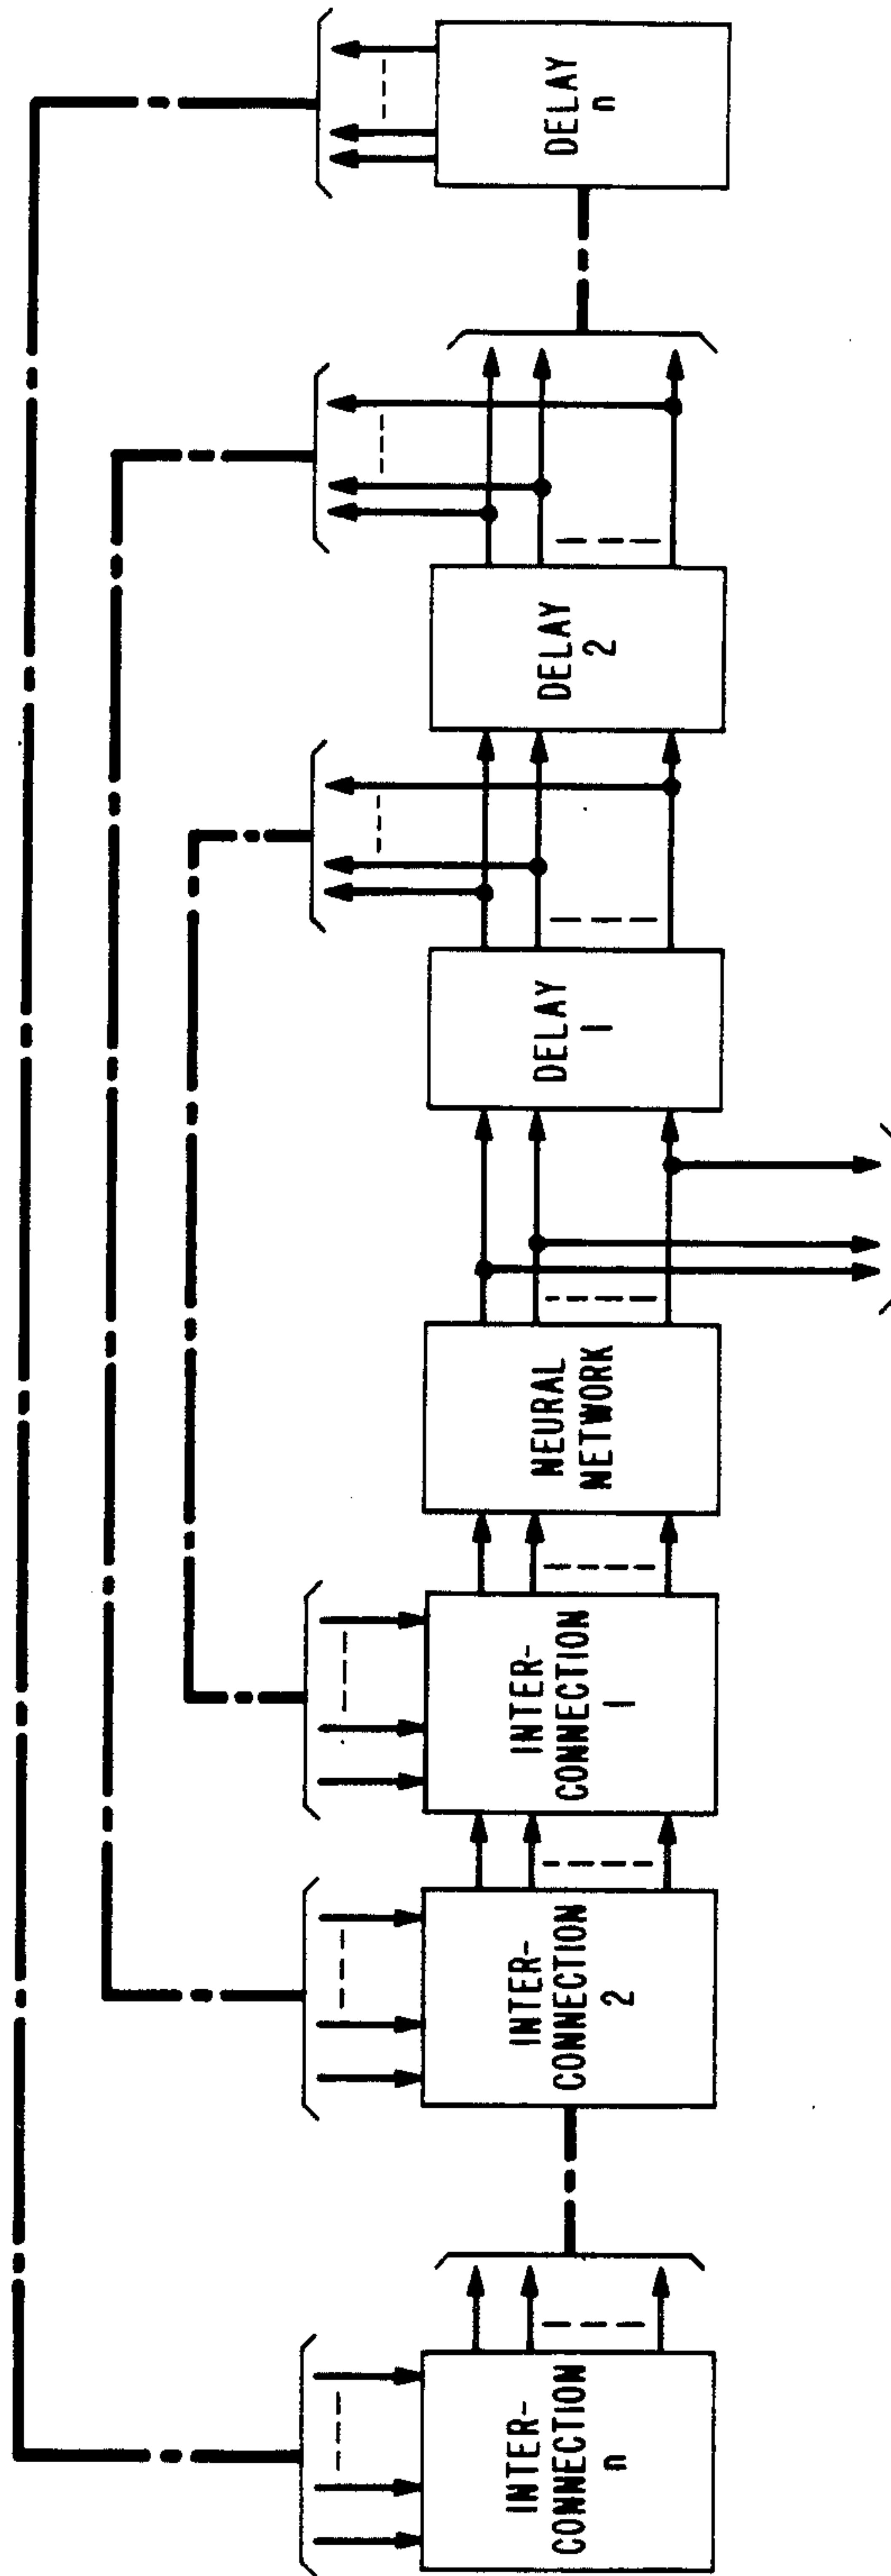 INTER-
CONNECTION
n
INTER-
CONNECTION
2
INTER-
CONNECTION
1
NEURAL
NETWORK
DELAY
1
DELAY
2
DELAY
n